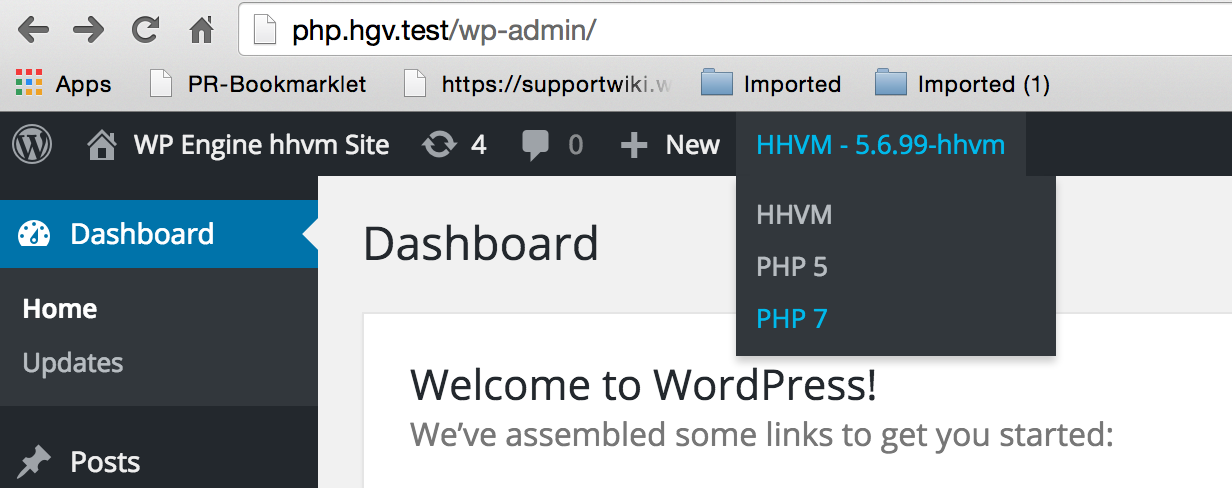 php.hgv.test/wp-admin/
Apps PR-Bookmarklet https://supportwiki.w Imported Imported (1)
WP Engine hhvm Site 4 0 New HHVM - 5.6.99-hhvm
HHVM
PHP 5
PHP 7
Dashboard
Home
Updates
Posts
Dashboard
Welcome to WordPress!
We've assembled some links to get you started: